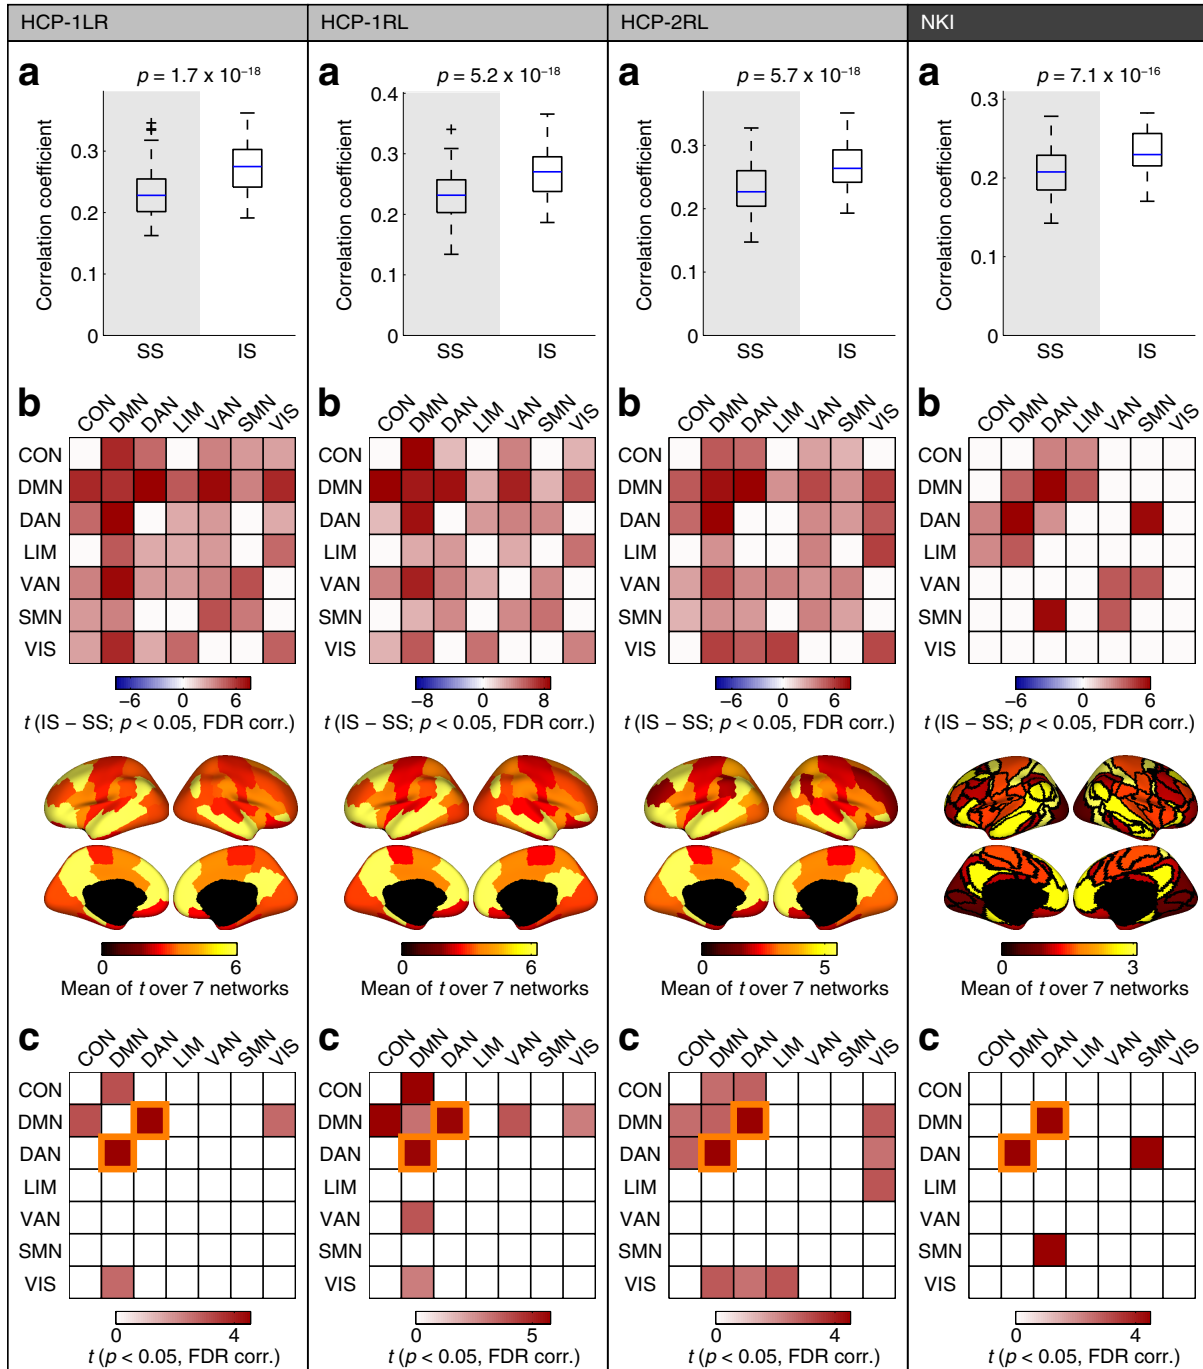 HCP-1LR
HCP-1RL
HCP-2RL
NKI
a
p = 1.7 x 10⁻¹⁸
Correlation coefficient
0.3
0.2
0.1
0
SS
IS
a
p = 5.2 x 10⁻¹⁸
Correlation coefficient
0.4
0.3
0.2
0.1
0
SS
IS
a
p = 5.7 x 10⁻¹⁸
Correlation coefficient
0.3
0.2
0.1
0
SS
IS
a
p = 7.1 x 10⁻¹⁶
Correlation coefficient
0.3
0.2
0.1
0
SS
IS
b
CON DMN DAN LIM VAN SMN VIS
CON
DMN
DAN
LIM
VAN
SMN
VIS
−6 0 6
t (IS − SS; p < 0.05, FDR corr.)
0 6
Mean of t over 7 networks
b
CON DMN DAN LIM VAN SMN VIS
CON
DMN
DAN
LIM
VAN
SMN
VIS
−8 0 8
t (IS − SS; p < 0.05, FDR corr.)
0 6
Mean of t over 7 networks
b
CON DMN DAN LIM VAN SMN VIS
CON
DMN
DAN
LIM
VAN
SMN
VIS
−6 0 6
t (IS − SS; p < 0.05, FDR corr.)
0 5
Mean of t over 7 networks
b
CON DMN DAN LIM VAN SMN VIS
CON
DMN
DAN
LIM
VAN
SMN
VIS
−6 0 6
t (IS − SS; p < 0.05, FDR corr.)
0 3
Mean of t over 7 networks
c
CON DMN DAN LIM VAN SMN VIS
CON
DMN
DAN
LIM
VAN
SMN
VIS
0 4
t (p < 0.05, FDR corr.)
c
CON DMN DAN LIM VAN SMN VIS
CON
DMN
DAN
LIM
VAN
SMN
VIS
0 5
t (p < 0.05, FDR corr.)
c
CON DMN DAN LIM VAN SMN VIS
CON
DMN
DAN
LIM
VAN
SMN
VIS
0 4
t (p < 0.05, FDR corr.)
c
CON DMN DAN LIM VAN SMN VIS
CON
DMN
DAN
LIM
VAN
SMN
VIS
0 4
t (p < 0.05, FDR corr.)